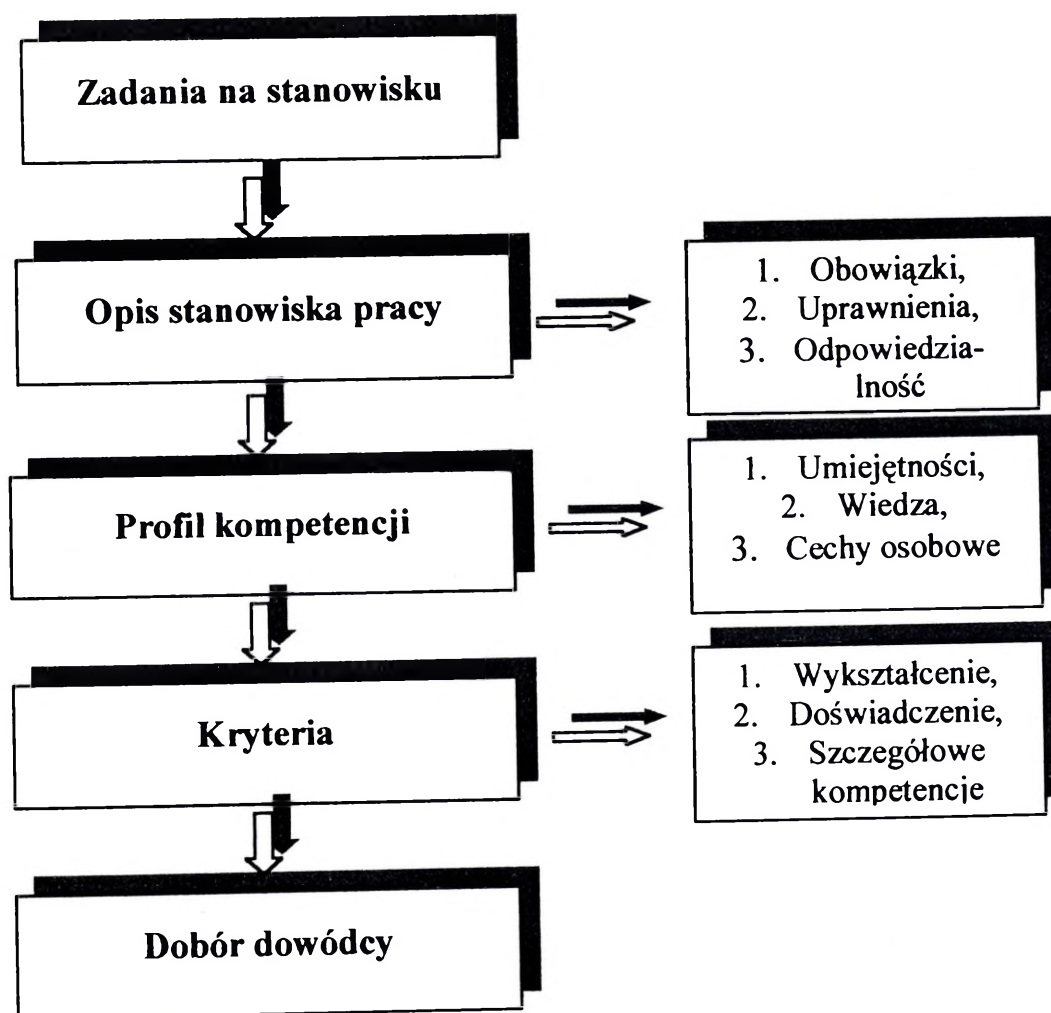 Zadania na stanowisku
Opis stanowiska pracy
1. Obowiązki,
2. Uprawnienia,
3. Odpowiedzia-
lność
Profil kompetencji
1. Umiejętności,
2. Wiedza,
3. Cechy osobowe
Kryteria
1. Wykształcenie,
2. Doświadczenie,
3. Szczegółowe
kompetencje
Dobór dowódcy